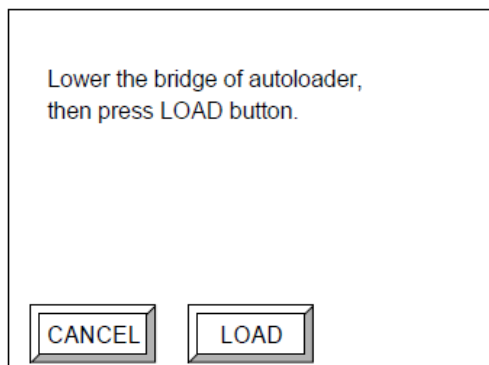 Lower the bridge of autoloader,
then press LOAD button.
CANCEL LOAD